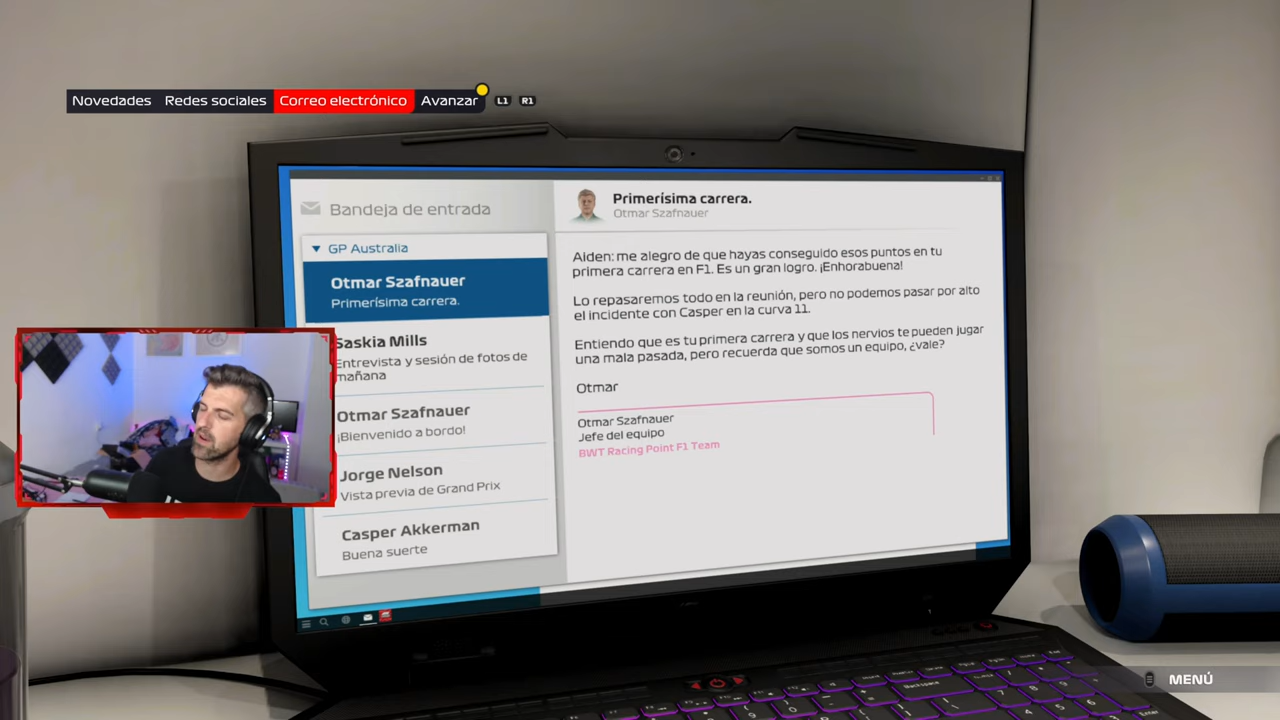 Novedades
Redes sociales
Correo electrónico
Avanzar
L1
R1
Bandeja de entrada
GP Australia
Otmar Szafnauer
Primerísima carrera.
Saskia Mills
Entrevista y sesión de fotos de
mañana
Otmar Szafnauer
¡Bienvenido a bordo!
Jorge Nelson
Vista previa de Grand Prix
Casper Akkerman
Buena suerte
Primerísima carrera.
Otmar Szafnauer
Aiden: me alegro de que hayas conseguido esos puntos en tu
primera carrera en F1. Es un gran logro. ¡Enhorabuena!
Lo repasaremos todo en la reunión, pero no podemos pasar por alto
el incidente con Casper en la curva 11.
Entiendo que es tu primera carrera y que los nervios te pueden jugar
una mala pasada, pero recuerda que somos un equipo, ¿vale?
Otmar
Otmar Szafnauer
Jefe del equipo
BWT Racing Point F1 Team
Backspace
MENÚ